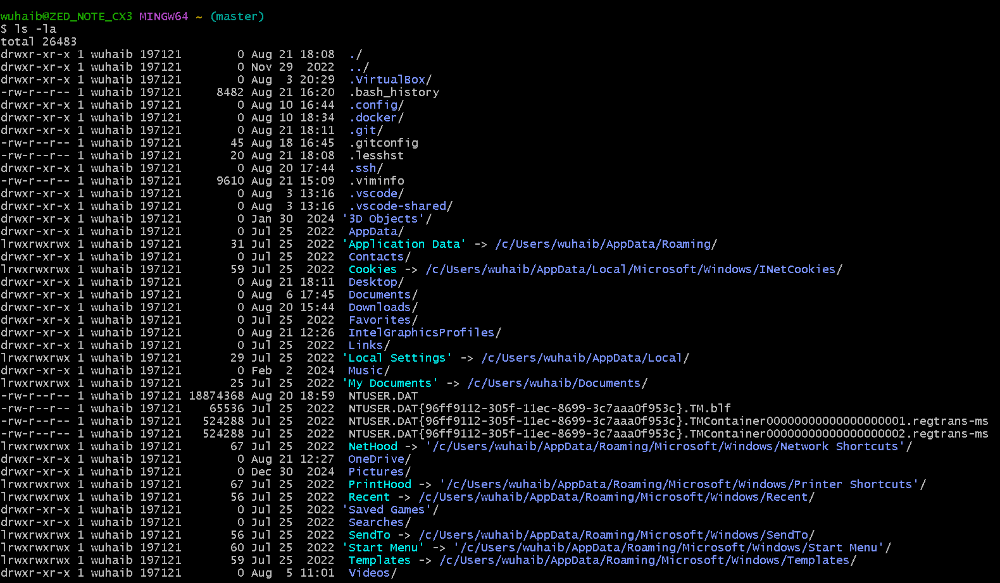 wuhaib@ZED_NOTE_CX3 MINGW64 ~ (master)
$ ls -la
total 26483
drwxr-xr-x 1 wuhaib 197121        0 Aug 21 18:08  ./
drwxr-xr-x 1 wuhaib 197121        0 Nov 29  2022  ../
drwxr-xr-x 1 wuhaib 197121        0 Aug  3 20:29  .VirtualBox/
-rw-r--r-- 1 wuhaib 197121     8482 Aug 21 16:20  .bash_history
drwxr-xr-x 1 wuhaib 197121        0 Aug 10 16:44  .config/
drwxr-xr-x 1 wuhaib 197121        0 Aug 10 18:34  .docker/
drwxr-xr-x 1 wuhaib 197121        0 Aug 21 18:11  .git/
-rw-r--r-- 1 wuhaib 197121       45 Aug 18 16:45  .gitconfig
-rw-r--r-- 1 wuhaib 197121       20 Aug 21 18:08  .lesshst
drwxr-xr-x 1 wuhaib 197121        0 Aug 20 17:44  .ssh/
-rw-r--r-- 1 wuhaib 197121     9610 Aug 21 15:09  .viminfo
drwxr-xr-x 1 wuhaib 197121        0 Aug  3 13:16  .vscode/
drwxr-xr-x 1 wuhaib 197121        0 Aug  3 13:16  .vscode-shared/
drwxr-xr-x 1 wuhaib 197121        0 Jan 30  2024 '3D Objects'/
drwxr-xr-x 1 wuhaib 197121        0 Jul 25  2022  AppData/
lrwxrwxrwx 1 wuhaib 197121       31 Jul 25  2022 'Application Data' -> /c/Users/wuhaib/AppData/Roaming/
drwxr-xr-x 1 wuhaib 197121        0 Jul 25  2022  Contacts/
lrwxrwxrwx 1 wuhaib 197121       59 Jul 25  2022  Cookies -> /c/Users/wuhaib/AppData/Local/Microsoft/Windows/INetCookies/
drwxr-xr-x 1 wuhaib 197121        0 Aug 21 18:11  Desktop/
drwxr-xr-x 1 wuhaib 197121        0 Aug  6 17:45  Documents/
drwxr-xr-x 1 wuhaib 197121        0 Aug 20 15:44  Downloads/
drwxr-xr-x 1 wuhaib 197121        0 Jul 25  2022  Favorites/
drwxr-xr-x 1 wuhaib 197121        0 Aug 21 12:26  IntelGraphicsProfiles/
drwxr-xr-x 1 wuhaib 197121        0 Jul 25  2022  Links/
lrwxrwxrwx 1 wuhaib 197121       29 Jul 25  2022 'Local Settings' -> /c/Users/wuhaib/AppData/Local/
drwxr-xr-x 1 wuhaib 197121        0 Feb  2  2024  Music/
lrwxrwxrwx 1 wuhaib 197121       25 Jul 25  2022 'My Documents' -> /c/Users/wuhaib/Documents/
-rw-r--r-- 1 wuhaib 197121 18874368 Aug 20 18:59  NTUSER.DAT
-rw-r--r-- 1 wuhaib 197121    65536 Jul 25  2022  NTUSER.DAT{96ff9112-305f-11ec-8699-3c7aaa0f953c}.TM.blf
-rw-r--r-- 1 wuhaib 197121   524288 Jul 25  2022  NTUSER.DAT{96ff9112-305f-11ec-8699-3c7aaa0f953c}.TMContainer00000000000000000001.regtrans-ms
-rw-r--r-- 1 wuhaib 197121   524288 Jul 25  2022  NTUSER.DAT{96ff9112-305f-11ec-8699-3c7aaa0f953c}.TMContainer00000000000000000002.regtrans-ms
lrwxrwxrwx 1 wuhaib 197121       67 Jul 25  2022  NetHood -> '/c/Users/wuhaib/AppData/Roaming/Microsoft/Windows/Network Shortcuts'/
drwxr-xr-x 1 wuhaib 197121        0 Aug 21 12:27  OneDrive/
drwxr-xr-x 1 wuhaib 197121        0 Dec 30  2024  Pictures/
lrwxrwxrwx 1 wuhaib 197121       67 Jul 25  2022  PrintHood -> '/c/Users/wuhaib/AppData/Roaming/Microsoft/Windows/Printer Shortcuts'/
lrwxrwxrwx 1 wuhaib 197121       56 Jul 25  2022  Recent -> /c/Users/wuhaib/AppData/Roaming/Microsoft/Windows/Recent/
drwxr-xr-x 1 wuhaib 197121        0 Jul 25  2022 'Saved Games'/
drwxr-xr-x 1 wuhaib 197121        0 Jul 25  2022  Searches/
lrwxrwxrwx 1 wuhaib 197121       56 Jul 25  2022  SendTo -> /c/Users/wuhaib/AppData/Roaming/Microsoft/Windows/SendTo/
lrwxrwxrwx 1 wuhaib 197121       60 Jul 25  2022 'Start Menu' -> '/c/Users/wuhaib/AppData/Roaming/Microsoft/Windows/Start Menu'/
lrwxrwxrwx 1 wuhaib 197121       59 Jul 25  2022  Templates -> /c/Users/wuhaib/AppData/Roaming/Microsoft/Windows/Templates/
drwxr-xr-x 1 wuhaib 197121        0 Aug  5 11:01  Videos/